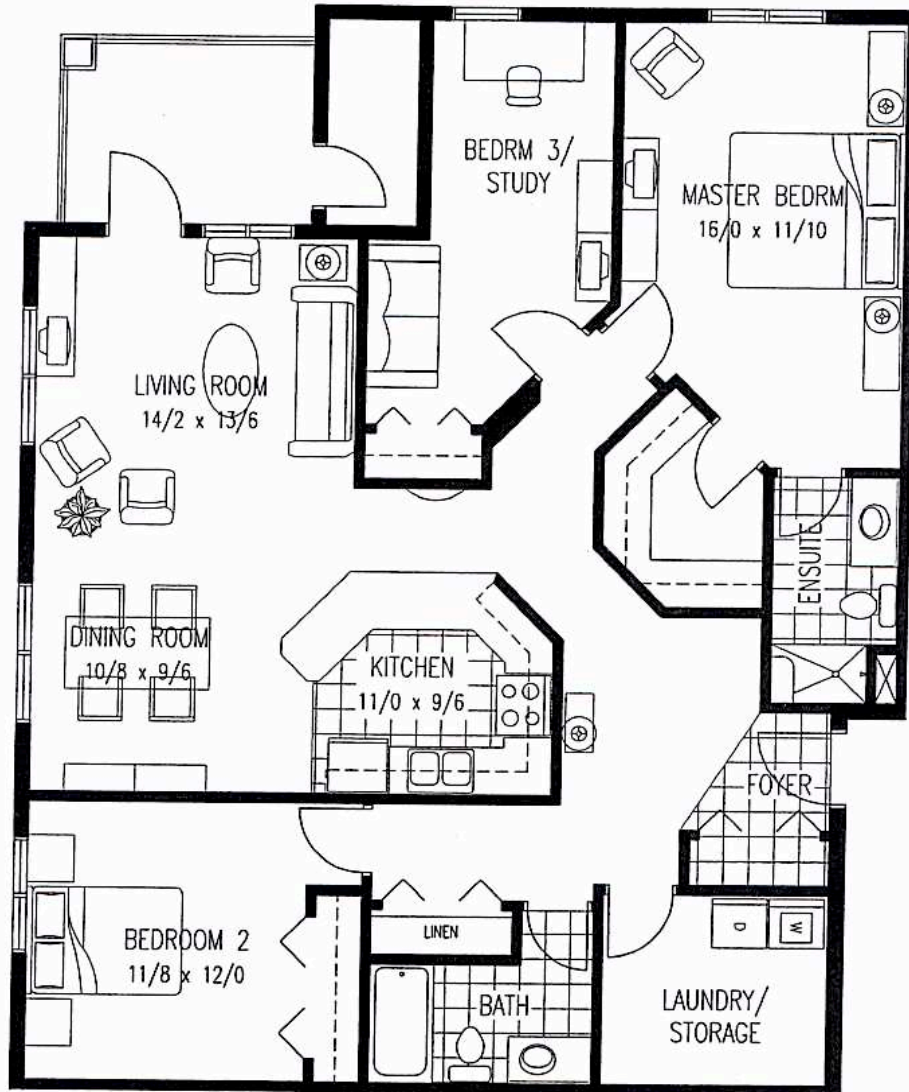 BEDRM 3/
STUDY
MASTER BEDRM
16/0 x 11/10
LIVING ROOM
14/2 x 13/6
ENSUITE
DINING ROOM
10/8 x 9/6
KITCHEN
11/0 x 9/6
FOYER
BEDROOM 2
11/8 x 12/0
LINEN
D
W
BATH
LAUNDRY/
STORAGE